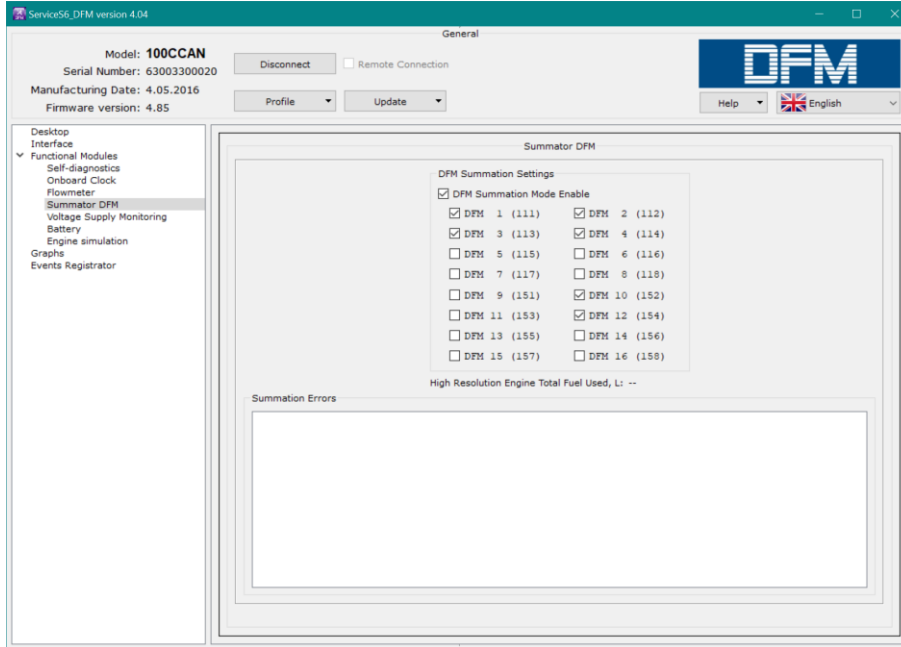 ServiceS6_DFM version 4.04
General
Model: 100CCAN
Serial Number: 63003300020
Manufacturing Date: 4.05.2016
Firmware version: 4.85
Disconnect
Remote Connection
Profile
Update
DFM
Help
English
Desktop
Interface
Functional Modules
Self-diagnostics
Onboard Clock
Flowmeter
Summator DFM
Voltage Supply Monitoring
Battery
Engine simulation
Graphs
Events Registrator
Summator DFM
DFM Summation Settings
DFM Summation Mode Enable
DFM 1 (111) DFM 2 (112)
DFM 3 (113) DFM 4 (114)
DFM 5 (115) DFM 6 (116)
DFM 7 (117) DFM 8 (118)
DFM 9 (151) DFM 10 (152)
DFM 11 (153) DFM 12 (154)
DFM 13 (155) DFM 14 (156)
DFM 15 (157) DFM 16 (158)
High Resolution Engine Total Fuel Used, L: --
Summation Errors